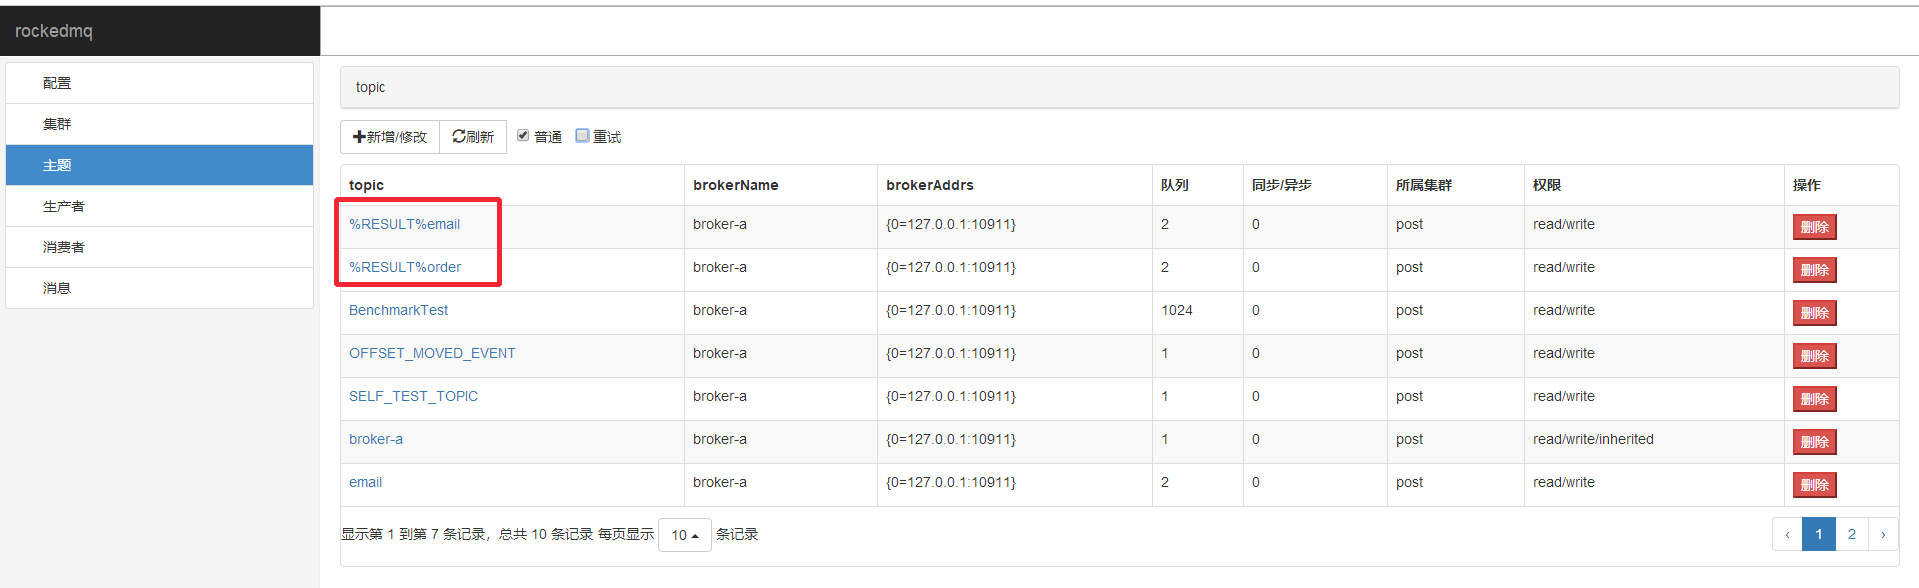 rockedmq
配置
集群
主题
生产者
消费者
消息
topic
新增/修改 刷新 普通 重试
topic brokerName brokerAddrs 队列 同步/异步 所属集群 权限 操作
%RESULT%email broker-a {0=127.0.0.1:10911} 2 0 post read/write 删除
%RESULT%order broker-a {0=127.0.0.1:10911} 2 0 post read/write 删除
BenchmarkTest broker-a {0=127.0.0.1:10911} 1024 0 post read/write 删除
OFFSET_MOVED_EVENT broker-a {0=127.0.0.1:10911} 1 0 post read/write 删除
SELF_TEST_TOPIC broker-a {0=127.0.0.1:10911} 1 0 post read/write 删除
broker-a broker-a {0=127.0.0.1:10911} 1 0 post read/write/inherited 删除
email broker-a {0=127.0.0.1:10911} 2 0 post read/write 删除
显示第 1 到第 7 条记录，总共 10 条记录 每页显示 10 条记录 ‹ 1 2 ›